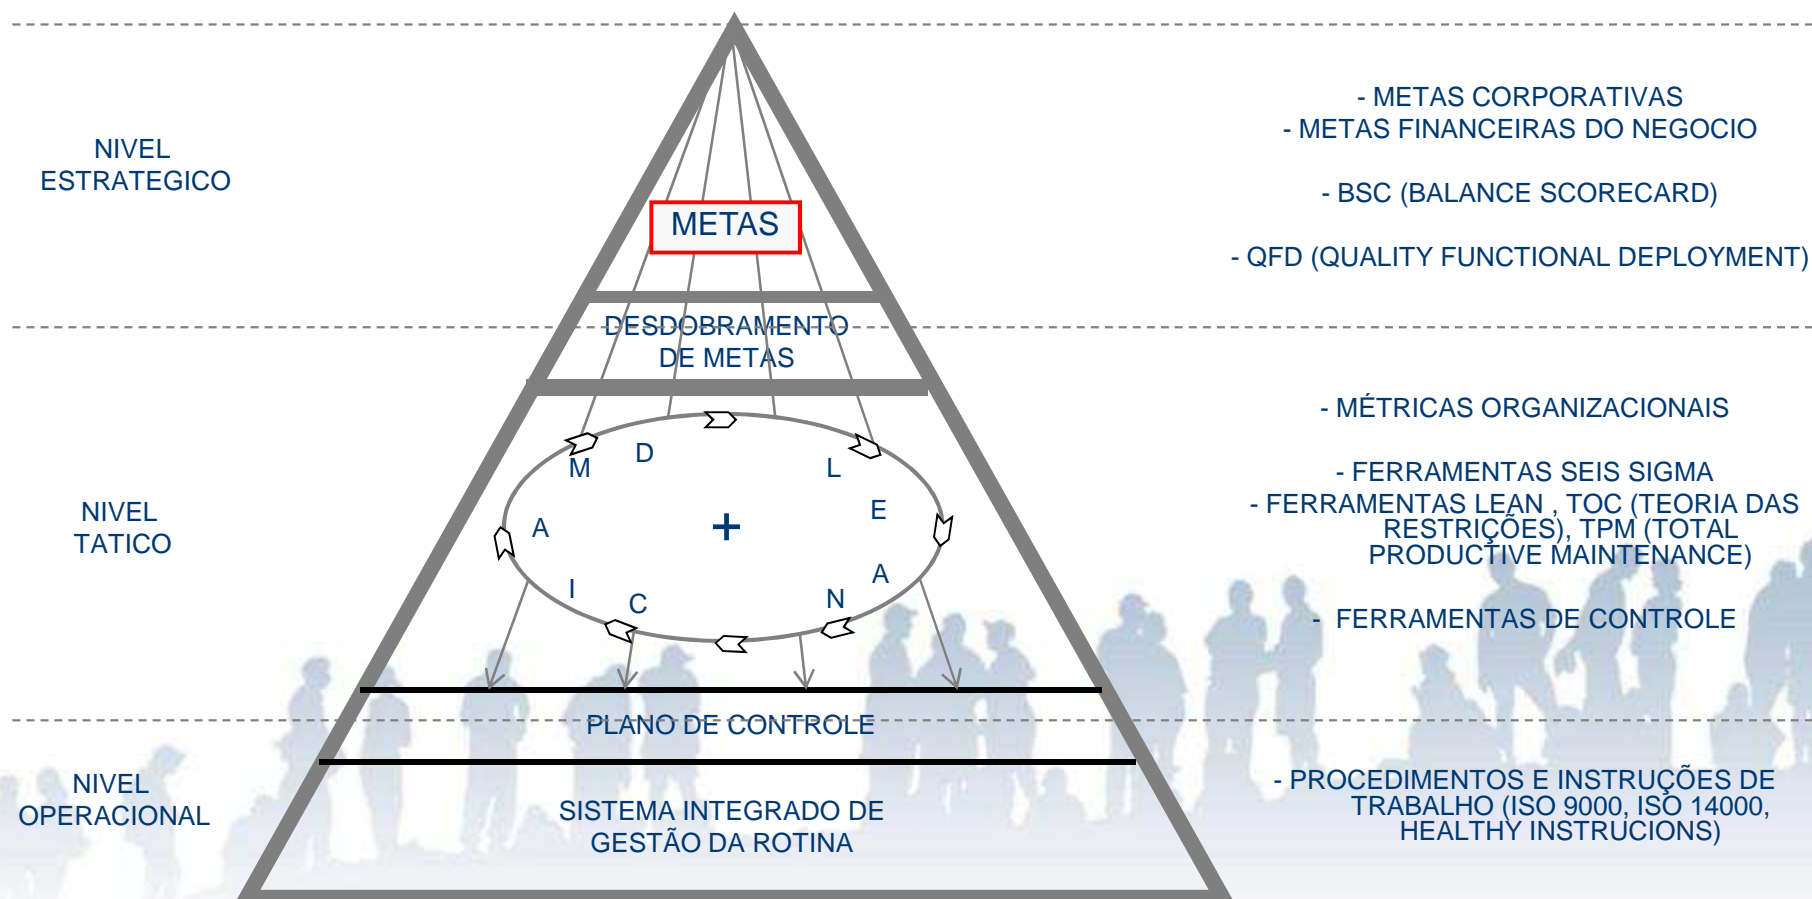 NIVEL
ESTRATEGICO
METAS
- METAS CORPORATIVAS
- METAS FINANCEIRAS DO NEGOCIO
- BSC (BALANCE SCORECARD)
- QFD (QUALITY FUNCTIONAL DEPLOYMENT)
DESDOBRAMENTO
DE METAS
NIVEL
TATICO
D
M
A
I
C
L
E
A
N
+
- MÉTRICAS ORGANIZACIONAIS
- FERRAMENTAS SEIS SIGMA
- FERRAMENTAS LEAN , TOC (TEORIA DAS
RESTRIÇÕES), TPM (TOTAL
PRODUCTIVE MAINTENANCE)
- FERRAMENTAS DE CONTROLE
PLANO DE CONTROLE
NIVEL
OPERACIONAL
SISTEMA INTEGRADO DE
GESTÃO DA ROTINA
- PROCEDIMENTOS E INSTRUÇÕES DE
TRABALHO (ISO 9000, ISO 14000,
HEALTHY INSTRUCIONS)